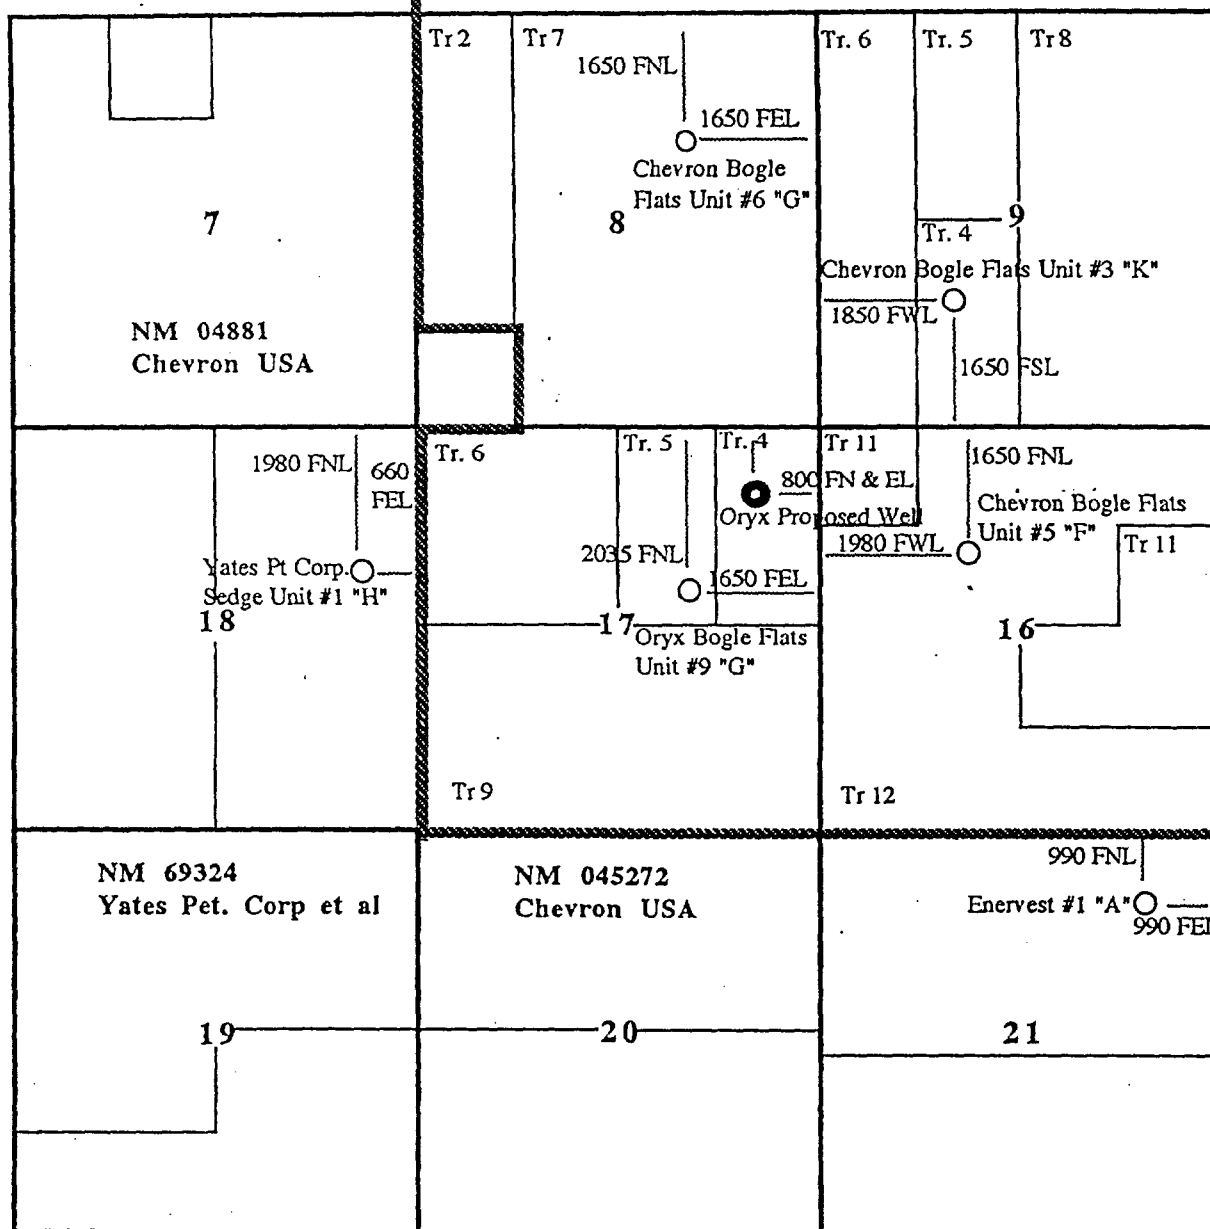 Tr 2
Tr 7
Tr. 6
Tr. 5
Tr 8
1650 FNL
1650 FEL
Chevron Bogle
Flats Unit #6 "G"
7
8
9
Tr. 4
Chevron Bogle Flats Unit #3 "K"
1850 FWL
1650 FSL
NM 04881
Chevron USA
1980 FNL
660
FEL
Tr. 6
Tr. 5
Tr. 4
Tr 11
1650 FNL
800 FN & EL
Oryx Proposed Well
Chevron Bogle Flats
Unit #5 "F"
1980 FWL
Tr 11
2035 FNL
1650 FEL
Yates Pt Corp.
Sedge Unit #1 "H"
18
17
16
Oryx Bogle Flats
Unit #9 "G"
Tr 9
Tr 12
NM 69324
Yates Pet. Corp et al
NM 045272
Chevron USA
990 FNL
Enervest #1 "A"
990 FEL
19
20
21